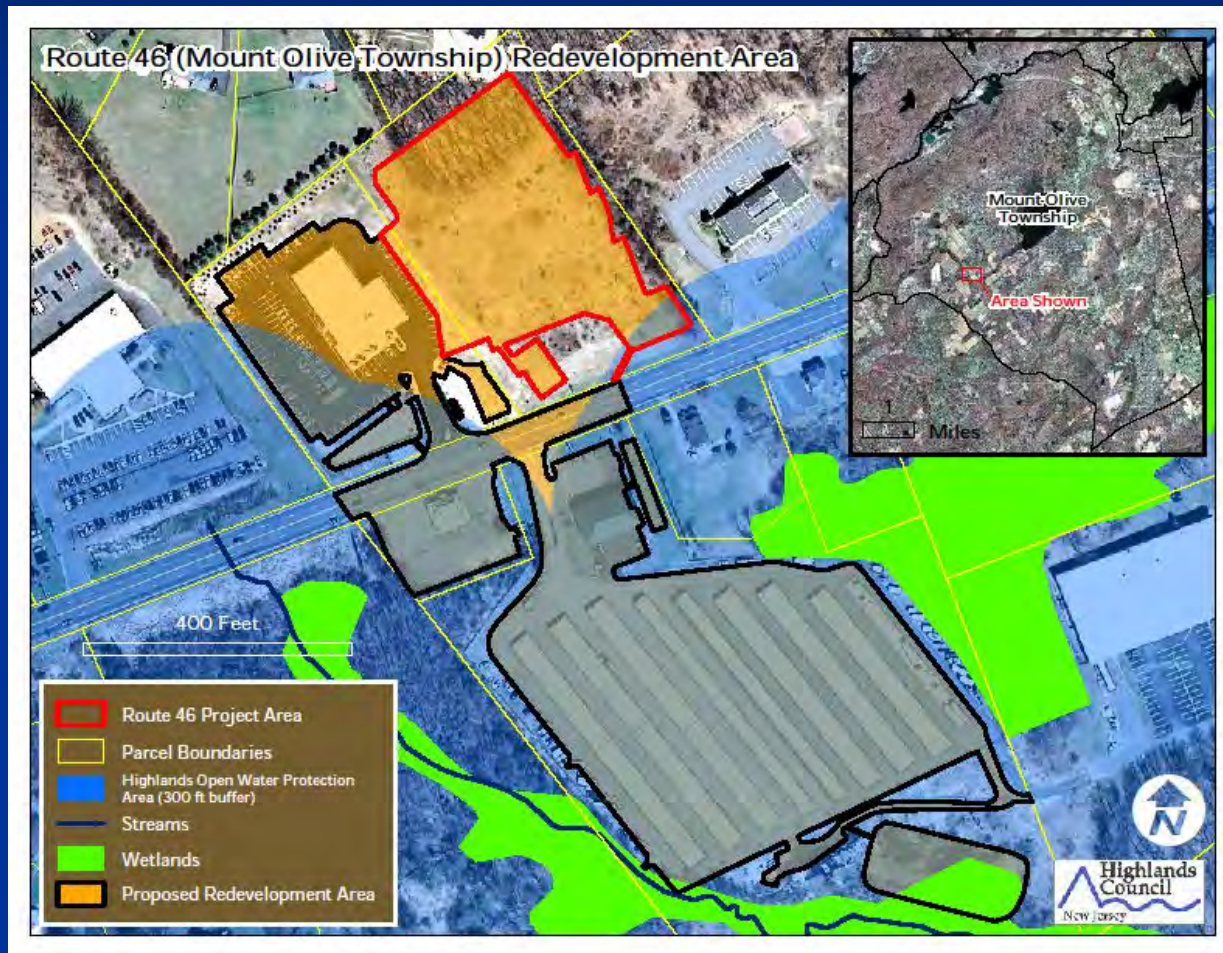 Route 46 (Mount Olive Township) Redevelopment Area
Mount Olive
Township
Area Shown
1
Miles
400 Feet
Route 46 Project Area
Parcel Boundaries
Highlands Open Water Protection
Area (300 ft buffer)
Streams
Wetlands
Proposed Redevelopment Area
N
Highlands
Council
New Jersey